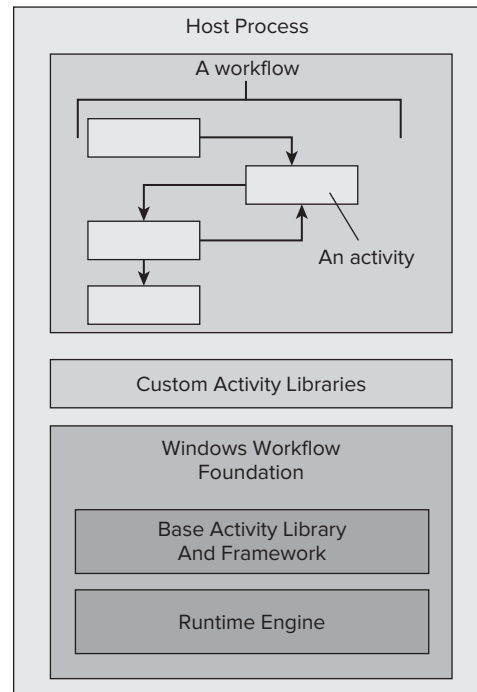 Host Process
A workflow
An activity
Custom Activity Libraries
Windows Workflow
Foundation
Base Activity Library
And Framework
Runtime Engine